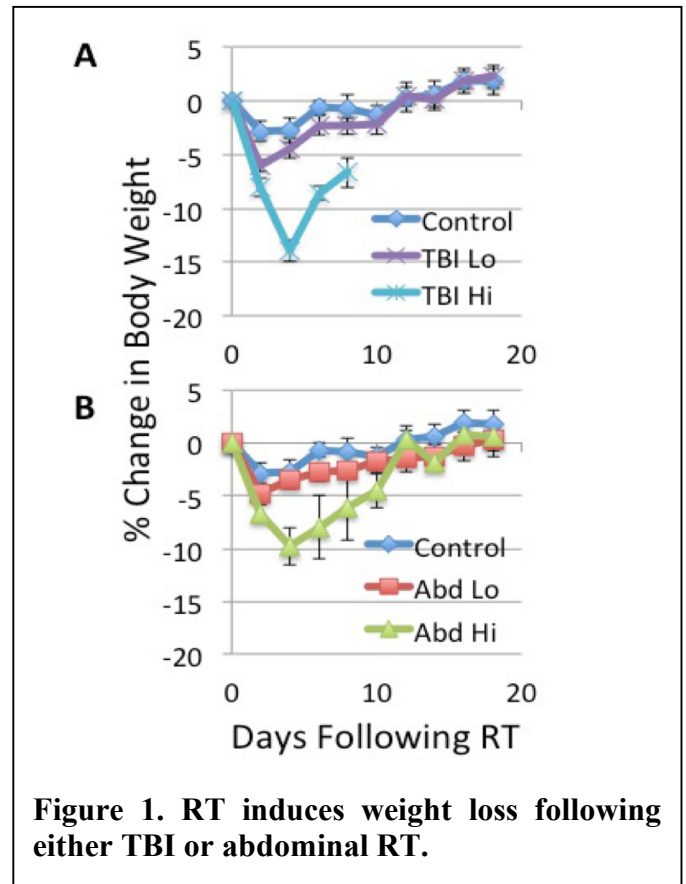 A
5
0
-5
-10
-15
-20
0
10
20
Control
TBI Lo
TBI Hi
% Change in Body Weight
B
5
0
-5
-10
-15
-20
0
10
20
Control
Abd Lo
Abd Hi
Days Following RT
Figure 1. RT induces weight loss following
either TBI or abdominal RT.